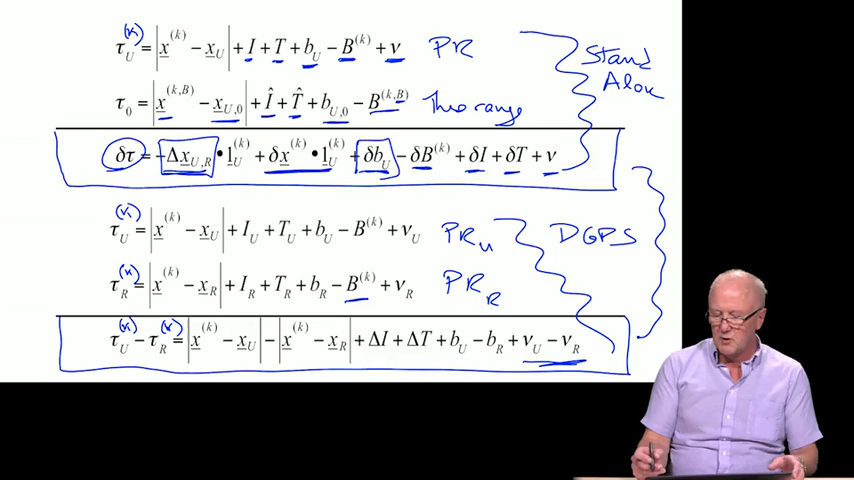 τ_U^(k) = |x^(k) − x_U| + I + T + b_U − B^(k) + ν PR
τ_0 = |x^(k,B) − x_U,0| + Î + T̂ + b_U,0 − B^(k,B) Theo range
Stand Alone
δτ = −Δx_U,R • 1_U^(k) + δx^(k) • 1_U^(k) + δb_U − δB^(k) + δI + δT + ν
τ_U^(k) = |x^(k) − x_U| + I_U + T_U + b_U − B^(k) + ν_U PR_U DGPS
τ_R^(k) = |x^(k) − x_R| + I_R + T_R + b_R − B^(k) + ν_R PR_R
τ_U^(k) − τ_R^(k) = |x^(k) − x_U| − |x^(k) − x_R| + ΔI + ΔT + b_U − b_R + ν_U − ν_R